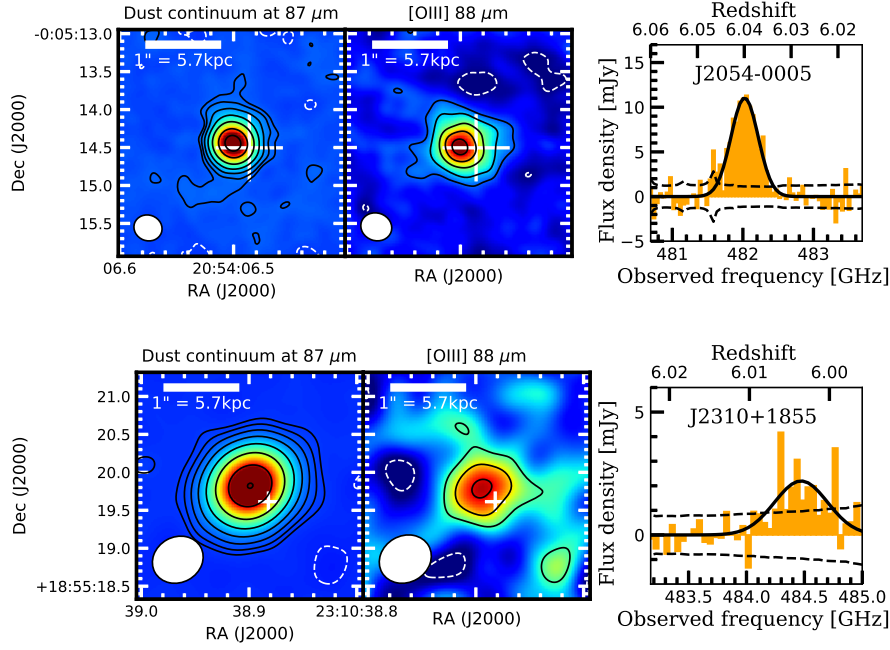 Dust continuum at 87 μm
[OIII] 88 μm
Redshift
6.06 6.05 6.04 6.03 6.02
-0:05:13.0
13.5
14.0
14.5
15.0
15.5
Dec (J2000)
1" = 5.7kpc
1" = 5.7kpc
06.6
20:54:06.5
RA (J2000)
RA (J2000)
J2054-0005
15
10
5
0
−5
Flux density [mJy]
481 482 483
Observed frequency [GHz]
Dust continuum at 87 μm
[OIII] 88 μm
Redshift
6.02 6.01 6.00
21.0
20.5
20.0
19.5
19.0
+18:55:18.5
Dec (J2000)
1" = 5.7kpc
1" = 5.7kpc
39.0
38.9
23:10:38.8
RA (J2000)
RA (J2000)
J2310+1855
6
4
2
0
Flux density [mJy]
483.5 484.0 484.5 485.0
Observed frequency [GHz]